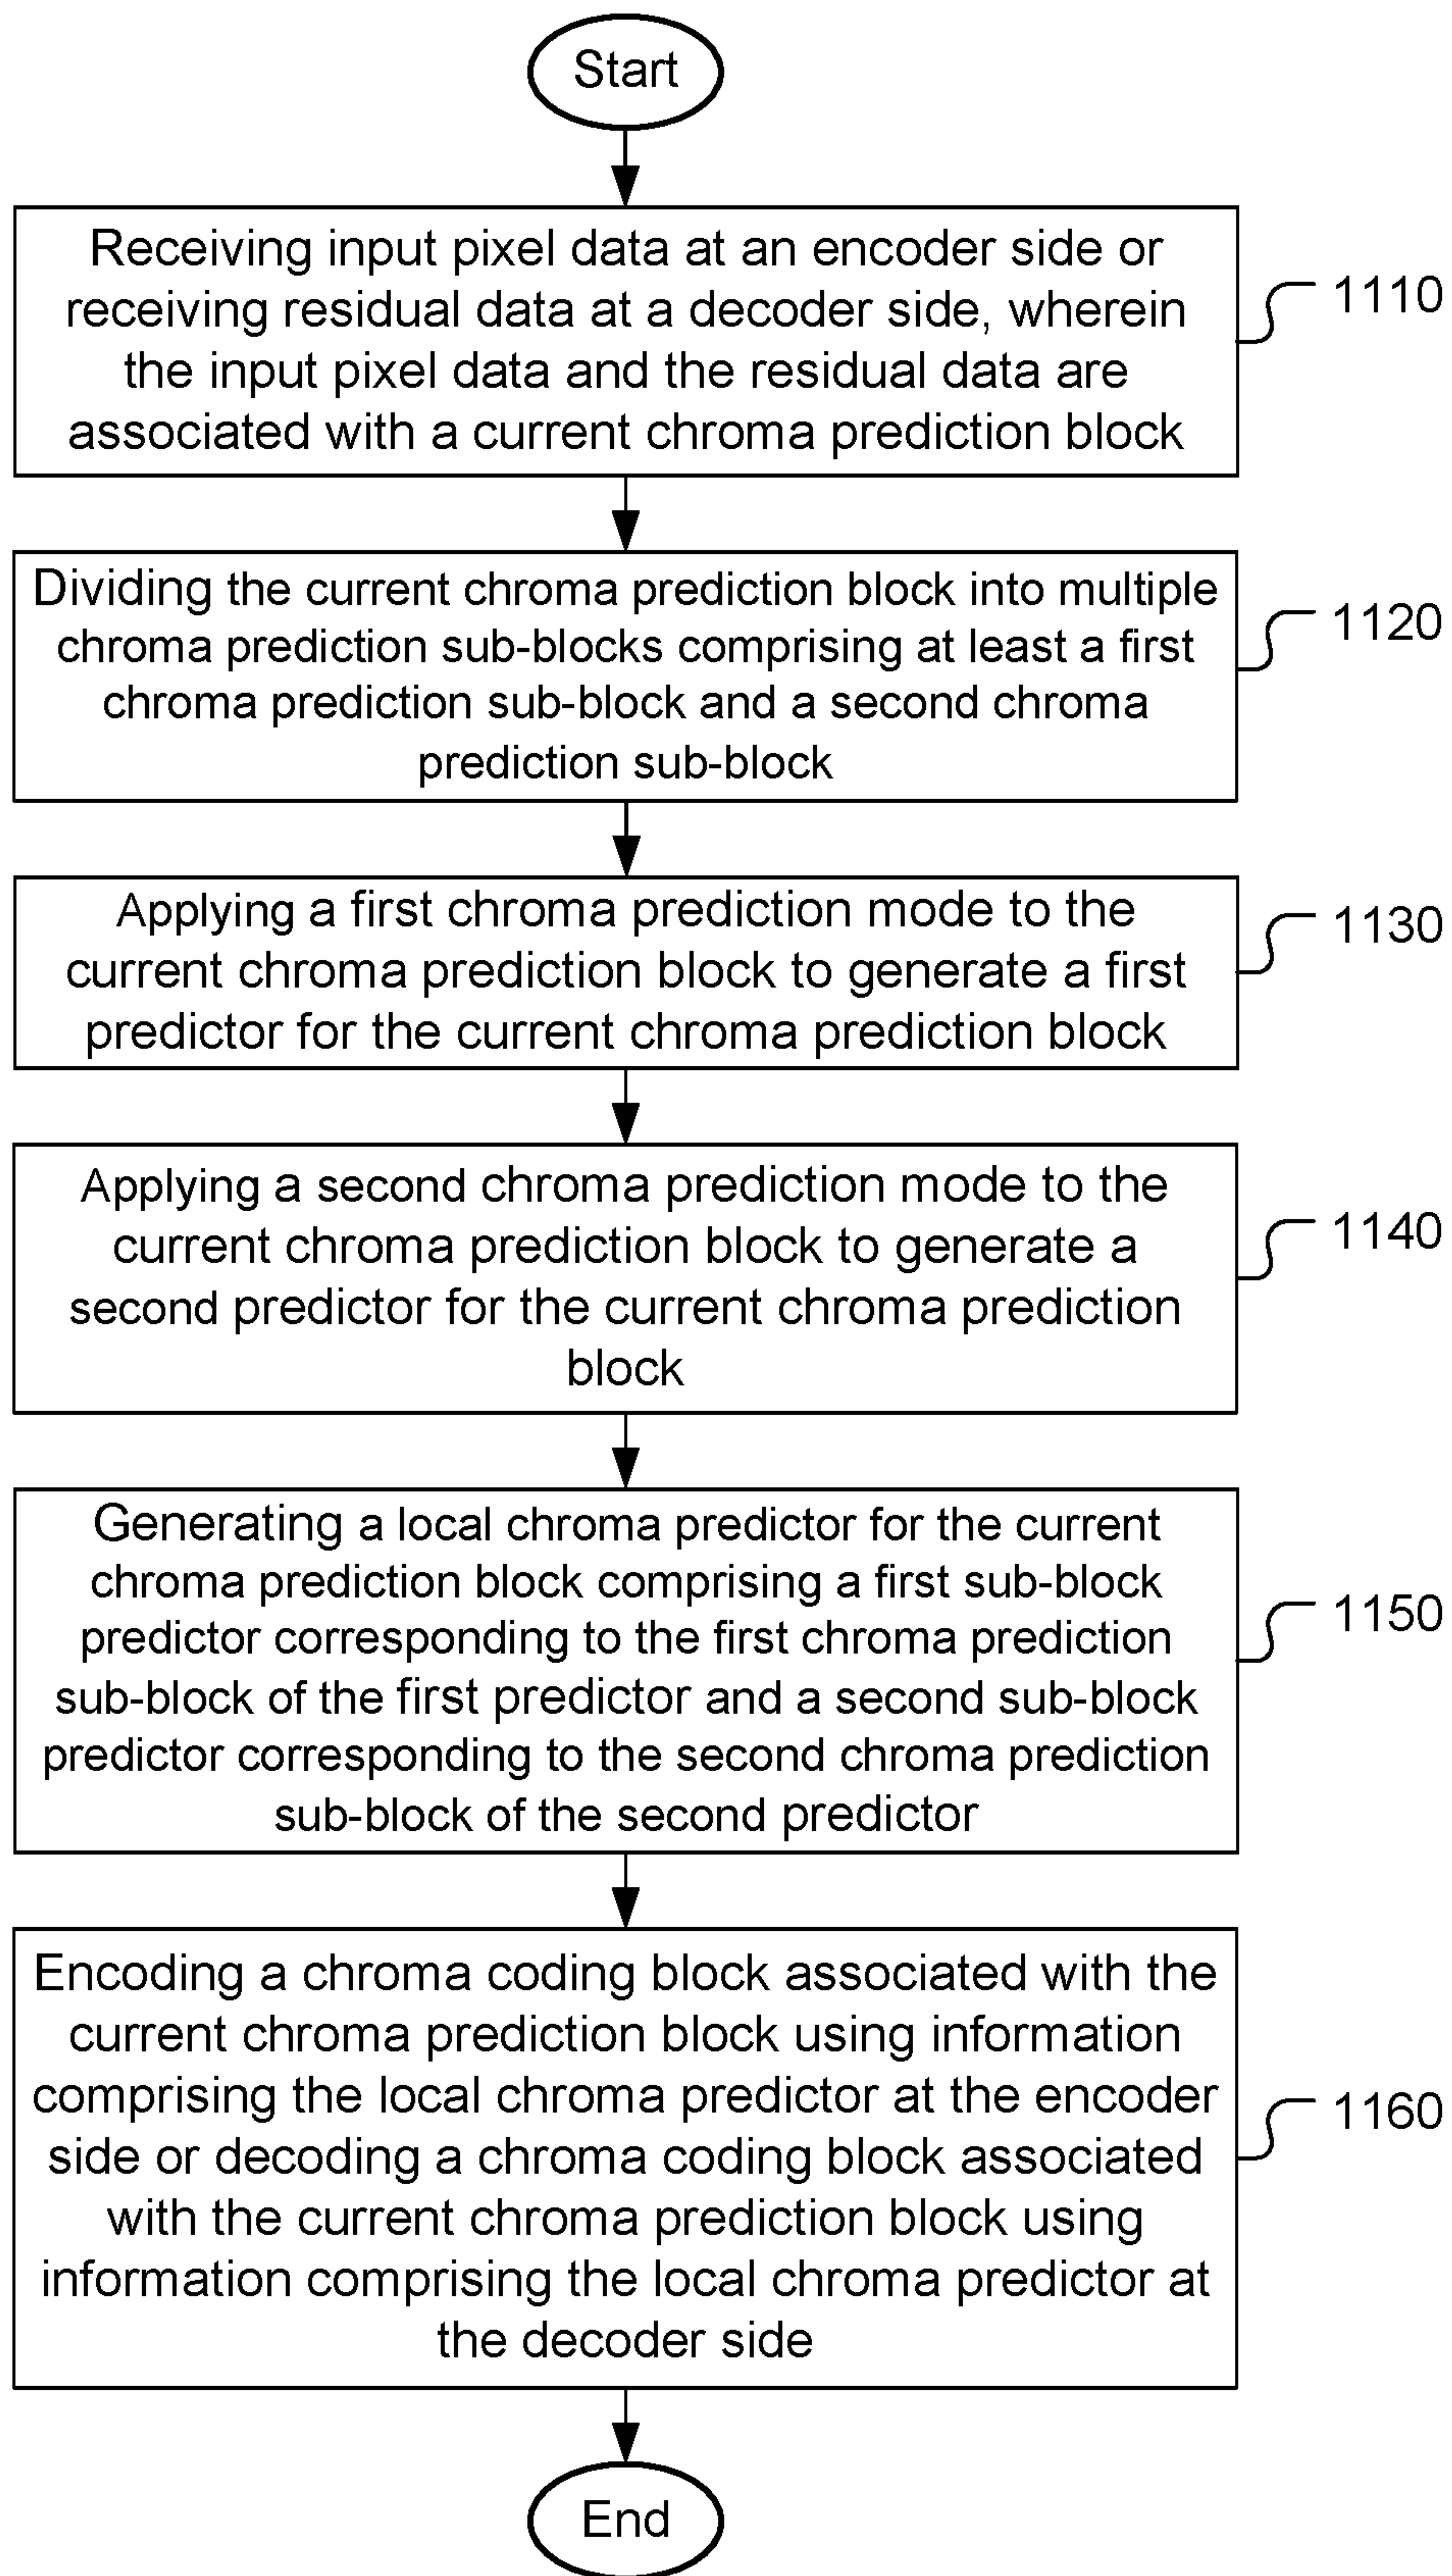 Start
Receiving input pixel data at an encoder side or
receiving residual data at a decoder side, wherein
the input pixel data and the residual data are
associated with a current chroma prediction block
1110
Dividing the current chroma prediction block into multiple
chroma prediction sub-blocks comprising at least a first
chroma prediction sub-block and a second chroma
prediction sub-block
1120
Applying a first chroma prediction mode to the
current chroma prediction block to generate a first
predictor for the current chroma prediction block
1130
Applying a second chroma prediction mode to the
current chroma prediction block to generate a
second predictor for the current chroma prediction
block
1140
Generating a local chroma predictor for the current
chroma prediction block comprising a first sub-block
predictor corresponding to the first chroma prediction
sub-block of the first predictor and a second sub-block
predictor corresponding to the second chroma prediction
sub-block of the second predictor
1150
Encoding a chroma coding block associated with the
current chroma prediction block using information
comprising the local chroma predictor at the encoder
side or decoding a chroma coding block associated
with the current chroma prediction block using
information comprising the local chroma predictor at
the decoder side
1160
End